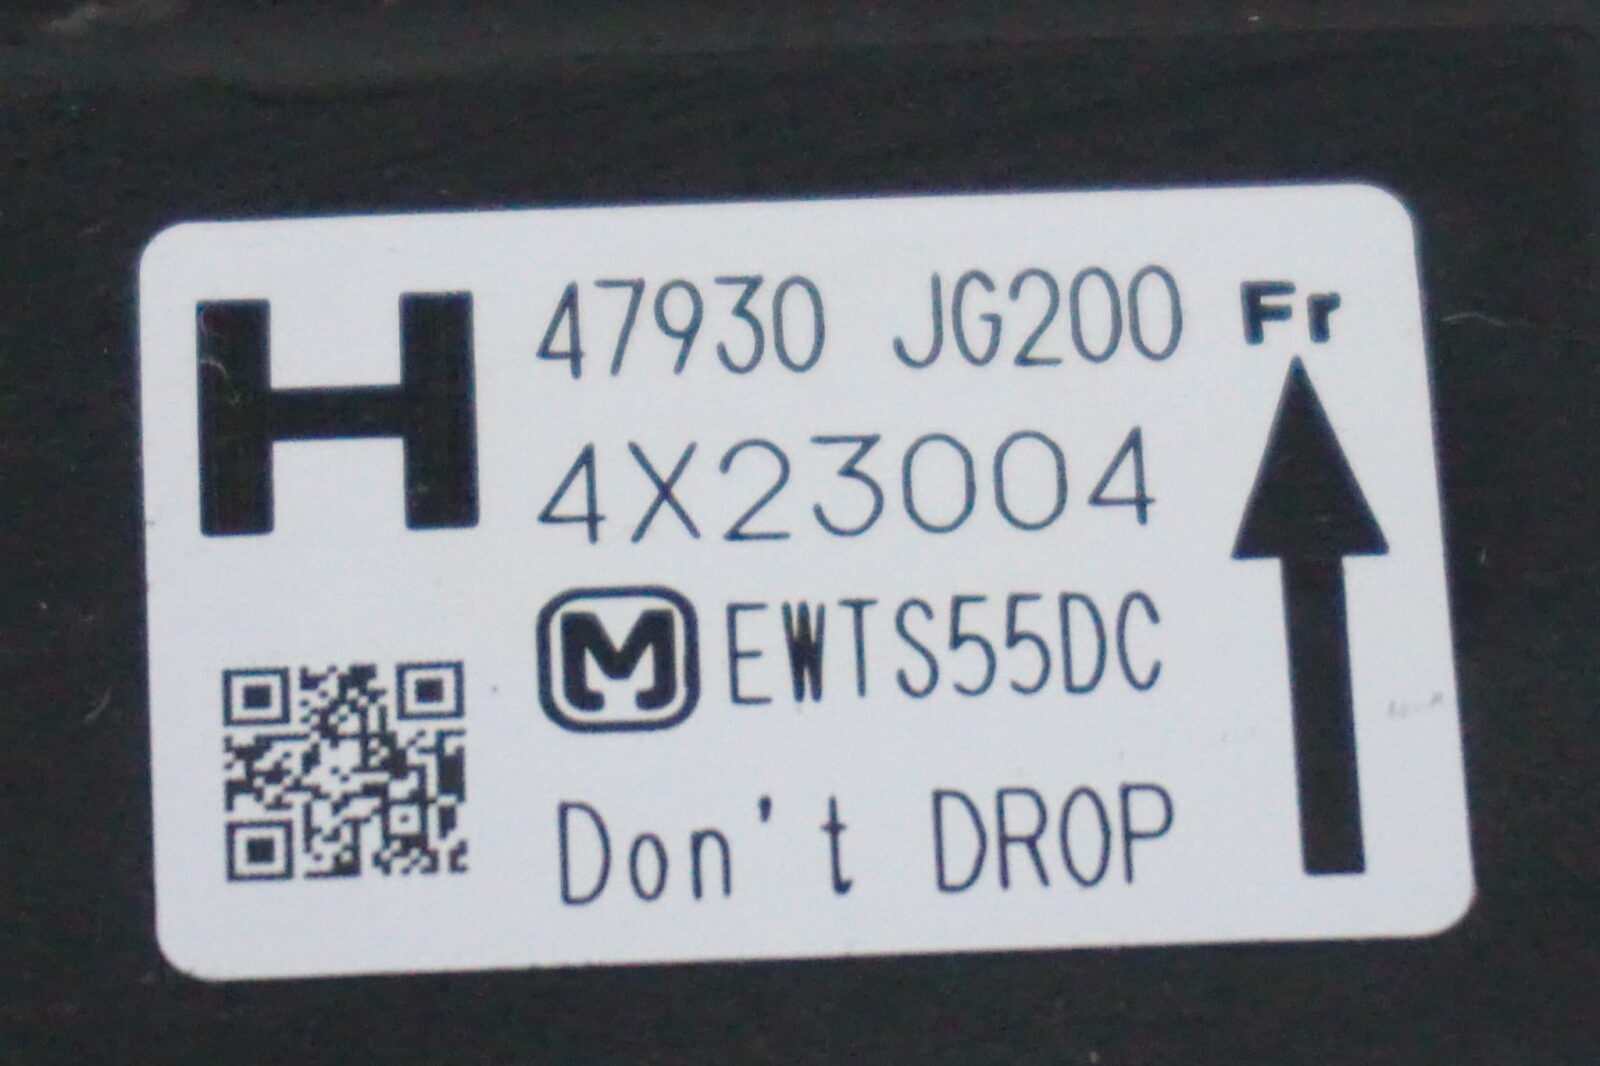 H
47930 JG200
Fr
4X23004
M EWTS55DC
Don't DROP